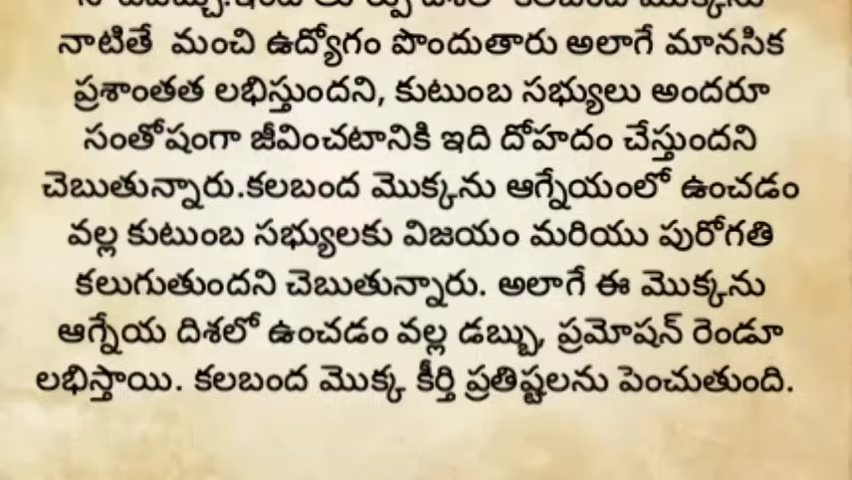 నాటితే మంచి ఉద్యోగం పొందుతారు అలాగే మానసిక
ప్రశాంతత లభిస్తుందని, కుటుంబ సభ్యులు అందరూ
సంతోషంగా జీవించటానికి ఇది దోహదం చేస్తుందని
చెబుతున్నారు.కలబంద మొక్కను ఆగ్నేయంలో ఉంచడం
వల్ల కుటుంబ సభ్యులకు విజయం మరియు పురోగతి
కలుగుతుందని చెబుతున్నారు. అలాగే ఈ మొక్కను
ఆగ్నేయ దిశలో ఉంచడం వల్ల డబ్బు, ప్రమోషన్ రెండూ
లభిస్తాయి. కలబంద మొక్క కీర్తి ప్రతిష్టలను పెంచుతుంది.